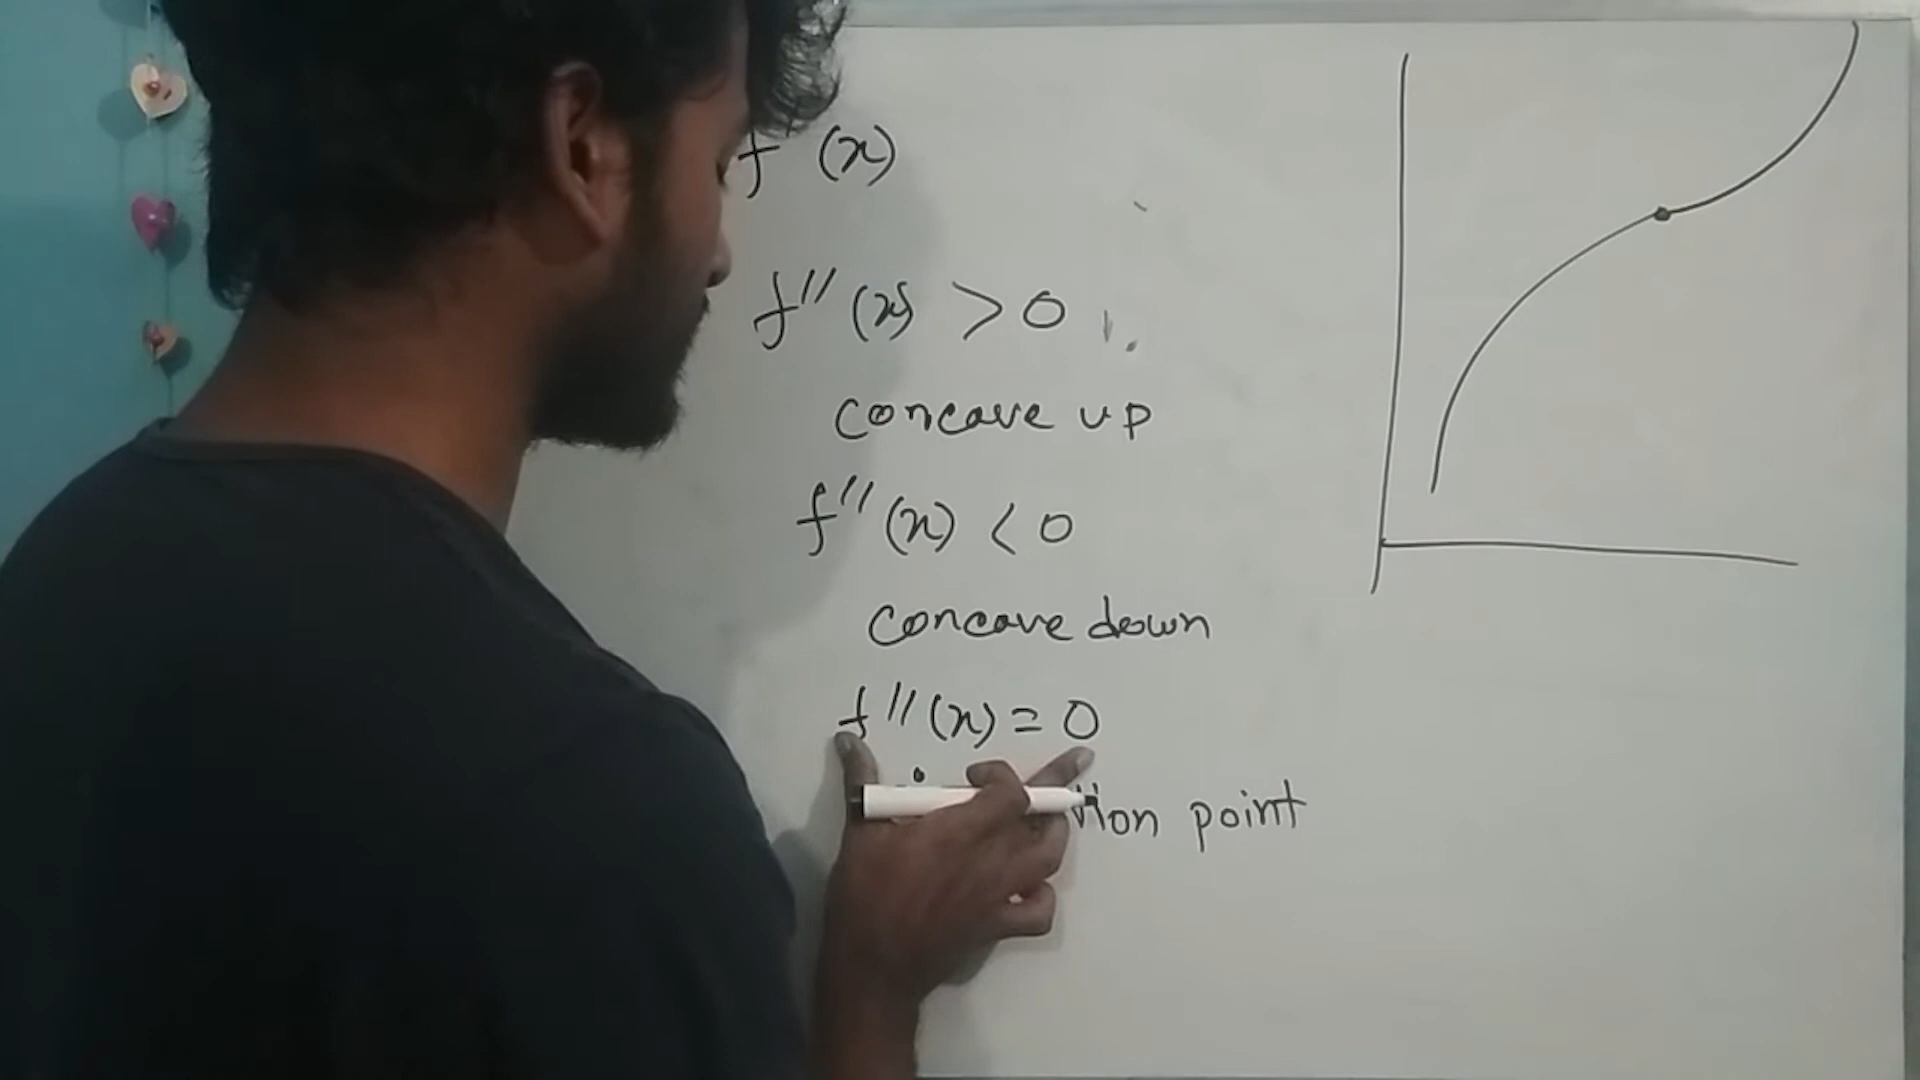 f (x)
f''(x) > 0
concave up
f''(x) < 0
concave down
f''(x) = 0
point